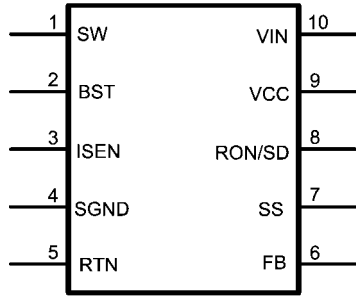 1 SW VIN 10
2 BST VCC 9
3 ISEN RON/SD 8
4 SGND SS 7
5 RTN FB 6